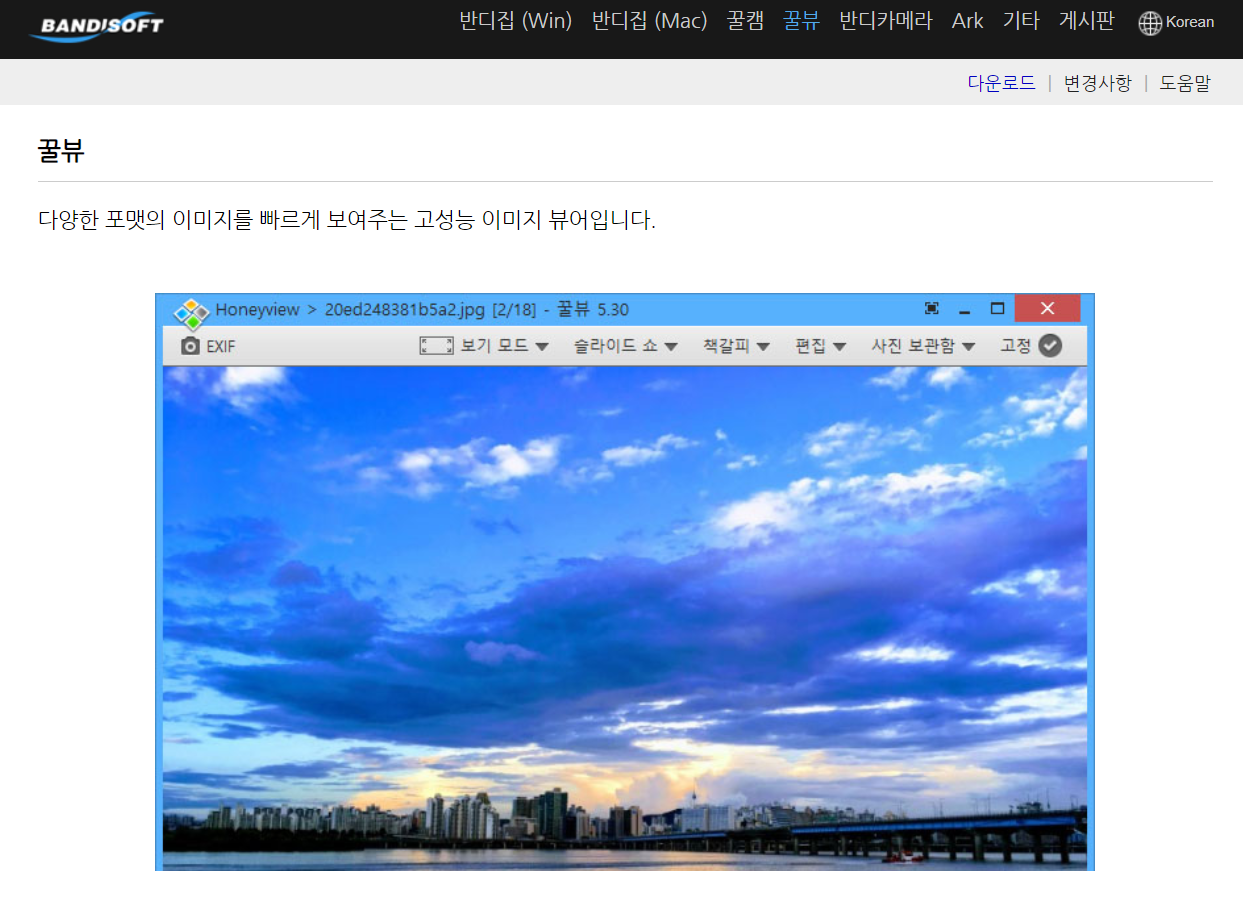 BANDISOFT
반디집 (Win) 반디집 (Mac) 꿀캠 꿀뷰 반디카메라 Ark 기타 게시판 Korean
다운로드 | 변경사항 | 도움말
꿀뷰
다양한 포맷의 이미지를 빠르게 보여주는 고성능 이미지 뷰어입니다.
Honeyview > 20ed248381b5a2.jpg [2/18] - 꿀뷰 5.30
EXIF 보기 모드 슬라이드 쇼 책갈피 편집 사진 보관함 고정